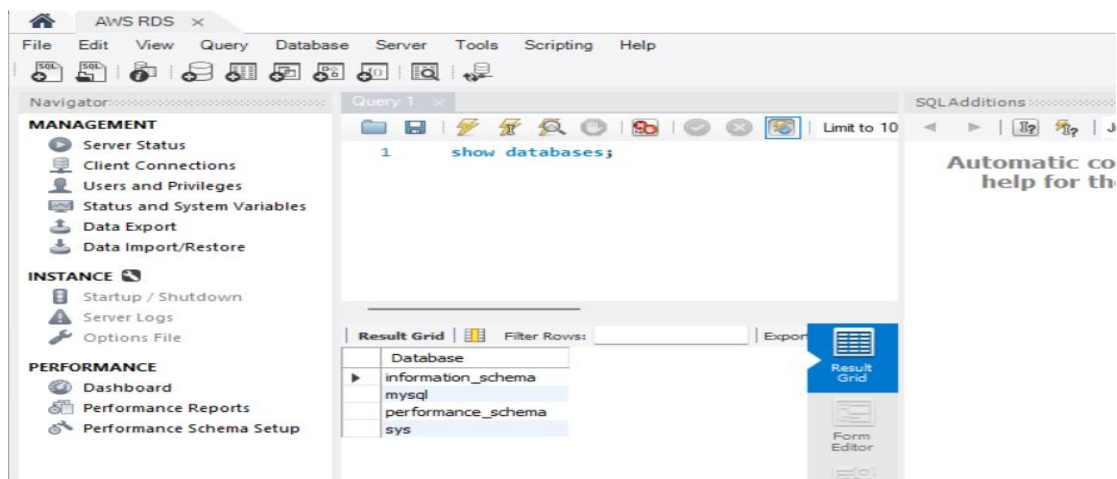 AWS RDS
File Edit View Query Database Server Tools Scripting Help
Navigator
MANAGEMENT
Server Status
Client Connections
Users and Privileges
Status and System Variables
Data Export
Data Import/Restore
INSTANCE
Startup / Shutdown
Server Logs
Options File
PERFORMANCE
Dashboard
Performance Reports
Performance Schema Setup
Query 1
Limit to 10
1 show databases;
Result Grid Filter Rows: Export
Database
information_schema
mysql
performance_schema
sys
Result
Grid
Form
Editor
SQLAdditions
Automatic co
help for the